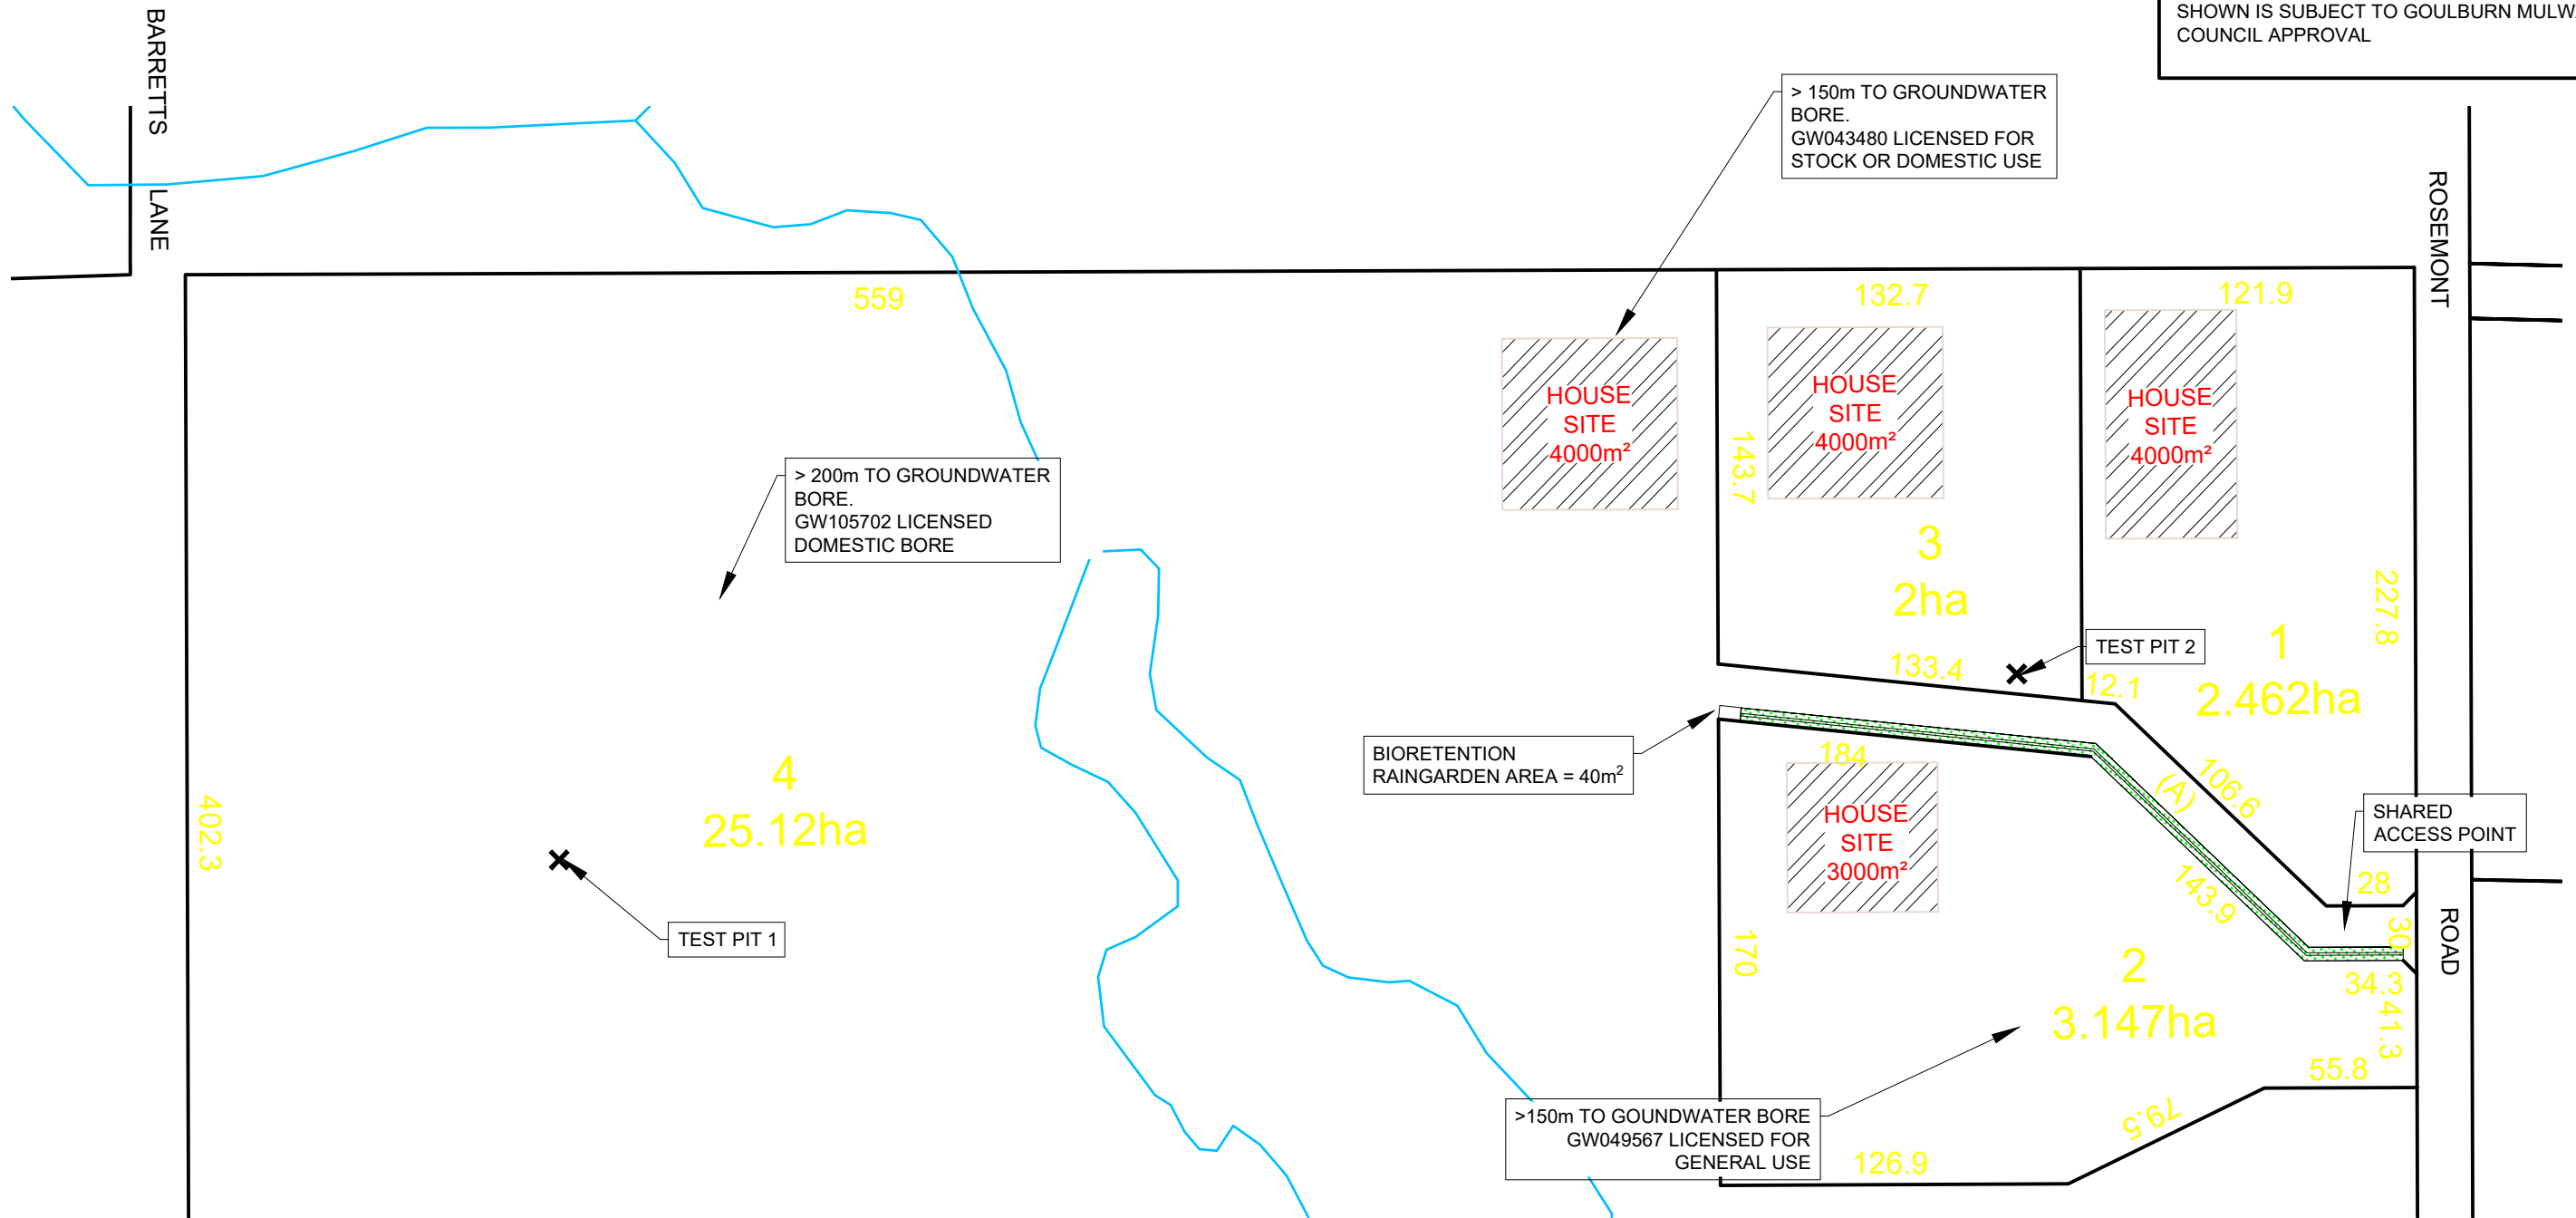 SHOWN IS SUBJECT TO GOULBURN MULW
COUNCIL APPROVAL
BARRETTS
LANE
> 150m TO GROUNDWATER
BORE.
GW043480 LICENSED FOR
STOCK OR DOMESTIC USE
ROSEMONT
559
132.7
121.9
HOUSE
SITE
4000m²
HOUSE
SITE
4000m²
HOUSE
SITE
4000m²
143.7
> 200m TO GROUNDWATER
BORE.
GW105702 LICENSED
DOMESTIC BORE
3
2ha
227.8
TEST PIT 2
1
2.462ha
133.4
12.1
BIORETENTION
RAINGARDEN AREA = 40m²
184
(A)
106.6
SHARED
ACCESS POINT
4
25.12ha
402.3
HOUSE
SITE
3000m²
143.9
28
30
ROAD
TEST PIT 1
170
2
3.147ha
34.3
41.3
55.8
79.5
>150m TO GOUNDWATER BORE
GW049567 LICENSED FOR
GENERAL USE
126.9